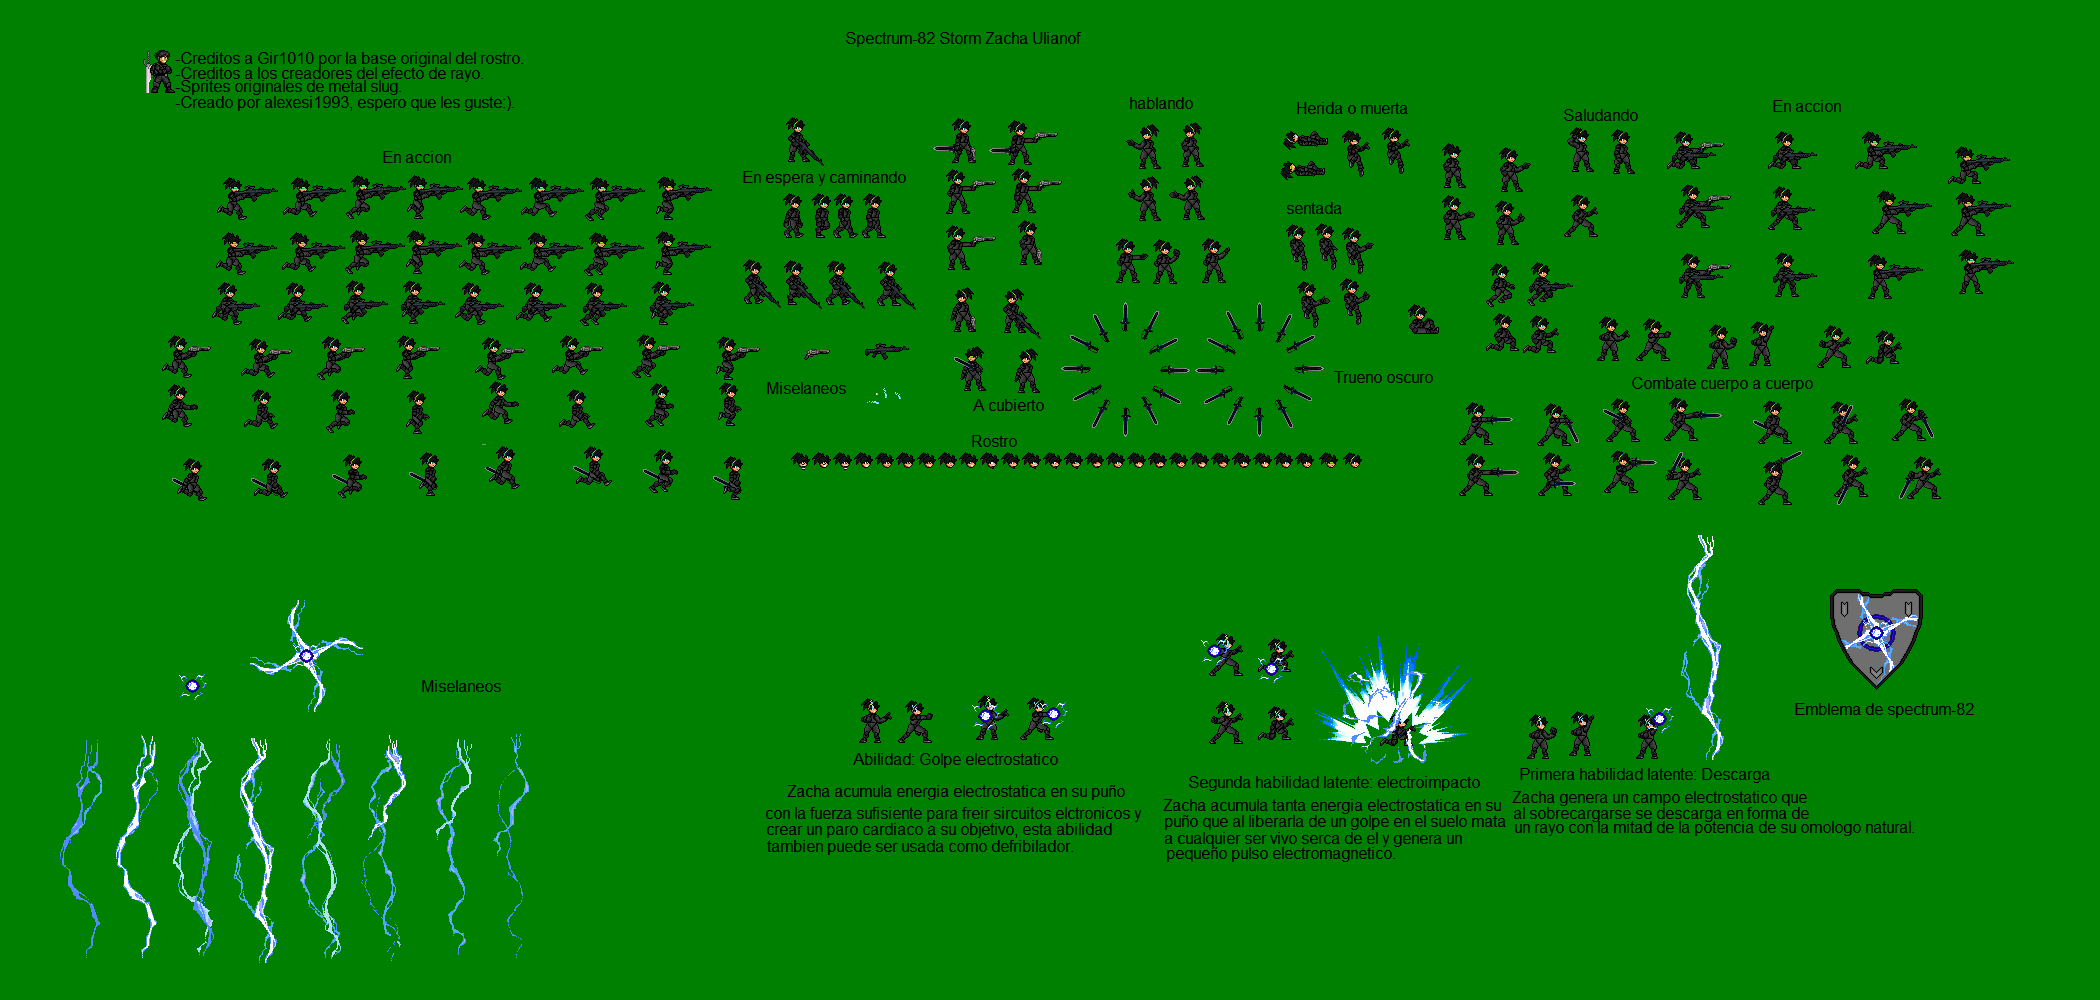 Spectrum-82 Storm Zacha Ulianof
-Creditos a Gir1010 por la base original del rostro.
-Creditos a los creadores del efecto de rayo.
-Sprites originales de metal slug.
-Creado por alexesi1993, espero que les guste:).
hablando
Herida o muerta
Saludando
En accion
En accion
En espera y caminando
sentada
Miselaneos
A cubierto
Trueno oscuro
Combate cuerpo a cuerpo
Rostro
Miselaneos
Emblema de spectrum-82
Abilidad: Golpe electrostatico
Zacha acumula energia electrostatica en su puño
con la fuerza sufisiente para freir sircuitos elctronicos y
crear un paro cardiaco a su objetivo, esta abilidad
tambien puede ser usada como defribilador.
Segunda habilidad latente: electroimpacto
Zacha acumula tanta energia electrostatica en su
puño que al liberarla de un golpe en el suelo mata
a cualquier ser vivo serca de el y genera un
pequeño pulso electromagnetico.
Primera habilidad latente: Descarga
Zacha genera un campo electrostatico que
al sobrecargarse se descarga en forma de
un rayo con la mitad de la potencia de su omologo natural.